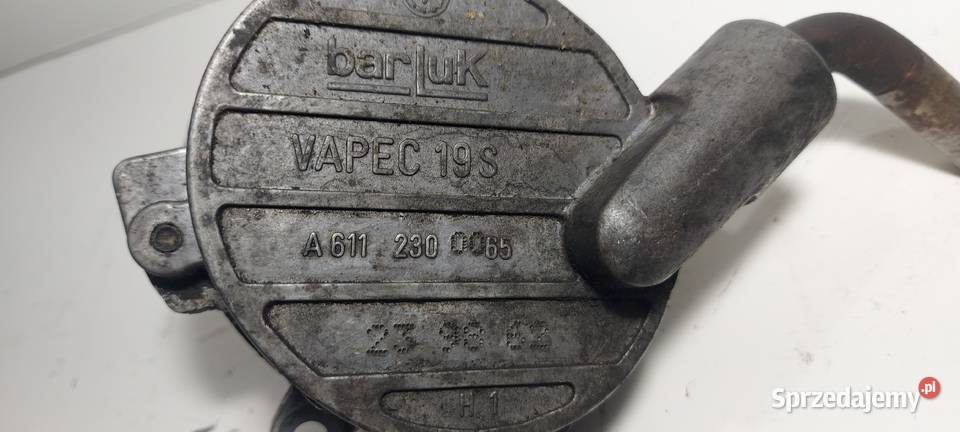 barLuK
VAPEC 19 S
A 611 230 0065
23 98 02
H 1
Sprzedajemy.pl